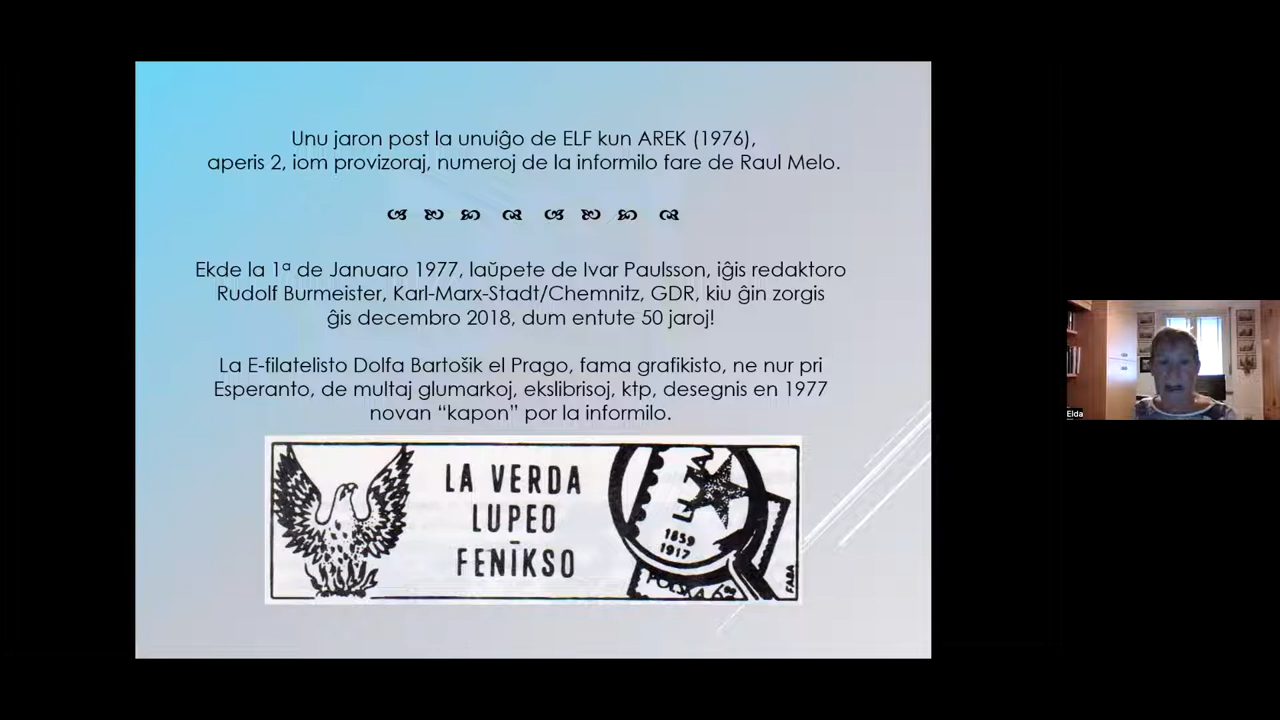 Unu jaron post la unuiĝo de ELF kun AREK (1976),
aperis 2, iom provizoraj, numeroj de la informilo fare de Raul Melo.
Ekde la 1ª de Januaro 1977, laŭpete de Ivar Paulsson, iĝis redaktoro
Rudolf Burmeister, Karl-Marx-Stadt/Chemnitz, GDR, kiu ĝin zorgis
ĝis decembro 2018, dum entute 50 jaroj!
La E-filatelisto Dolfa Bartošik el Prago, fama grafikisto, ne nur pri
Esperanto, de multaj glumarkoj, ekslibrisoj, ktp, desegnis en 1977
novan “kapon” por la informilo.
LA VERDA
LUPEO
–
FENĪKSO
1859
1917
POLSKA
FABA
Elda